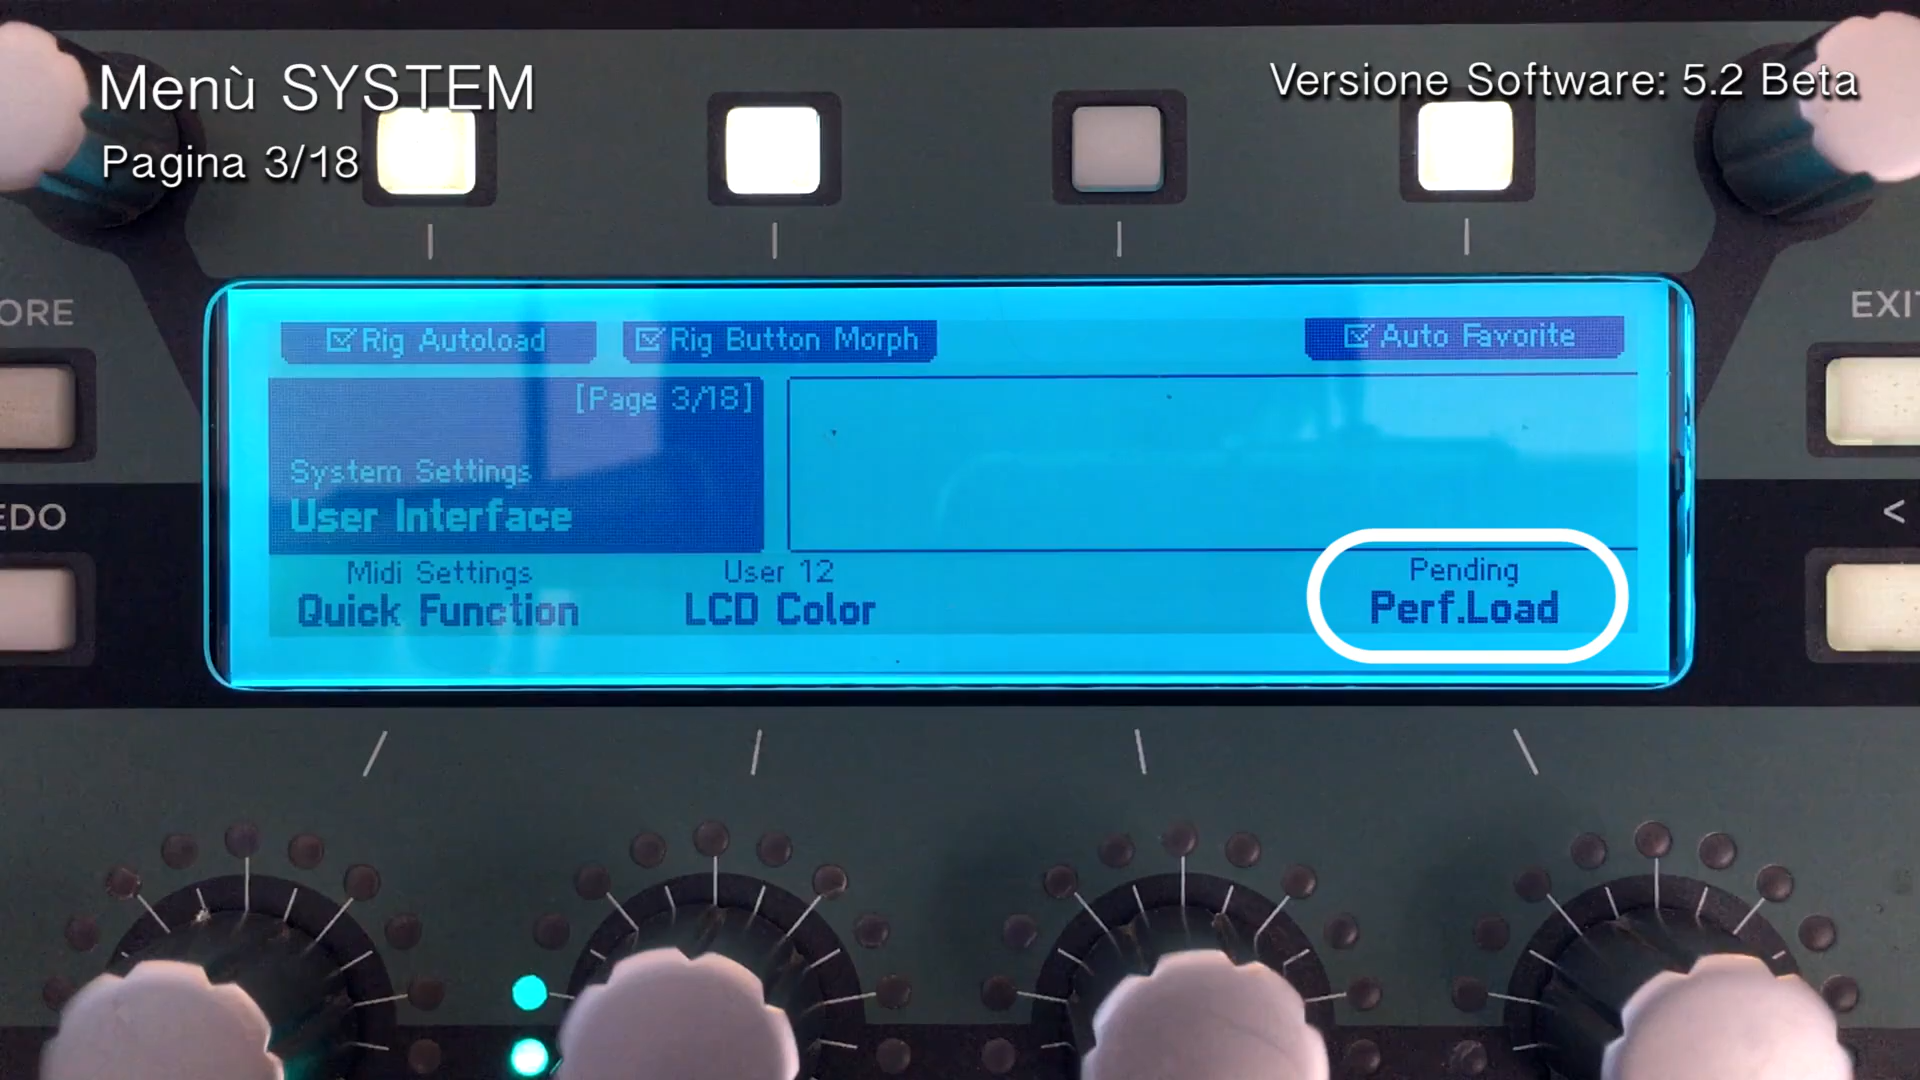 Menù SYSTEM
Versione Software: 5.2 Beta
Pagina 3/18
ORE
EXIT
Rig Autoload
Rig Button Morph
Auto Favorite
[Page 3/18]
System Settings
User Interface
EDO
<
Midi Settings
User 12
Pending
Quick Function
LCD Color
Perf.Load